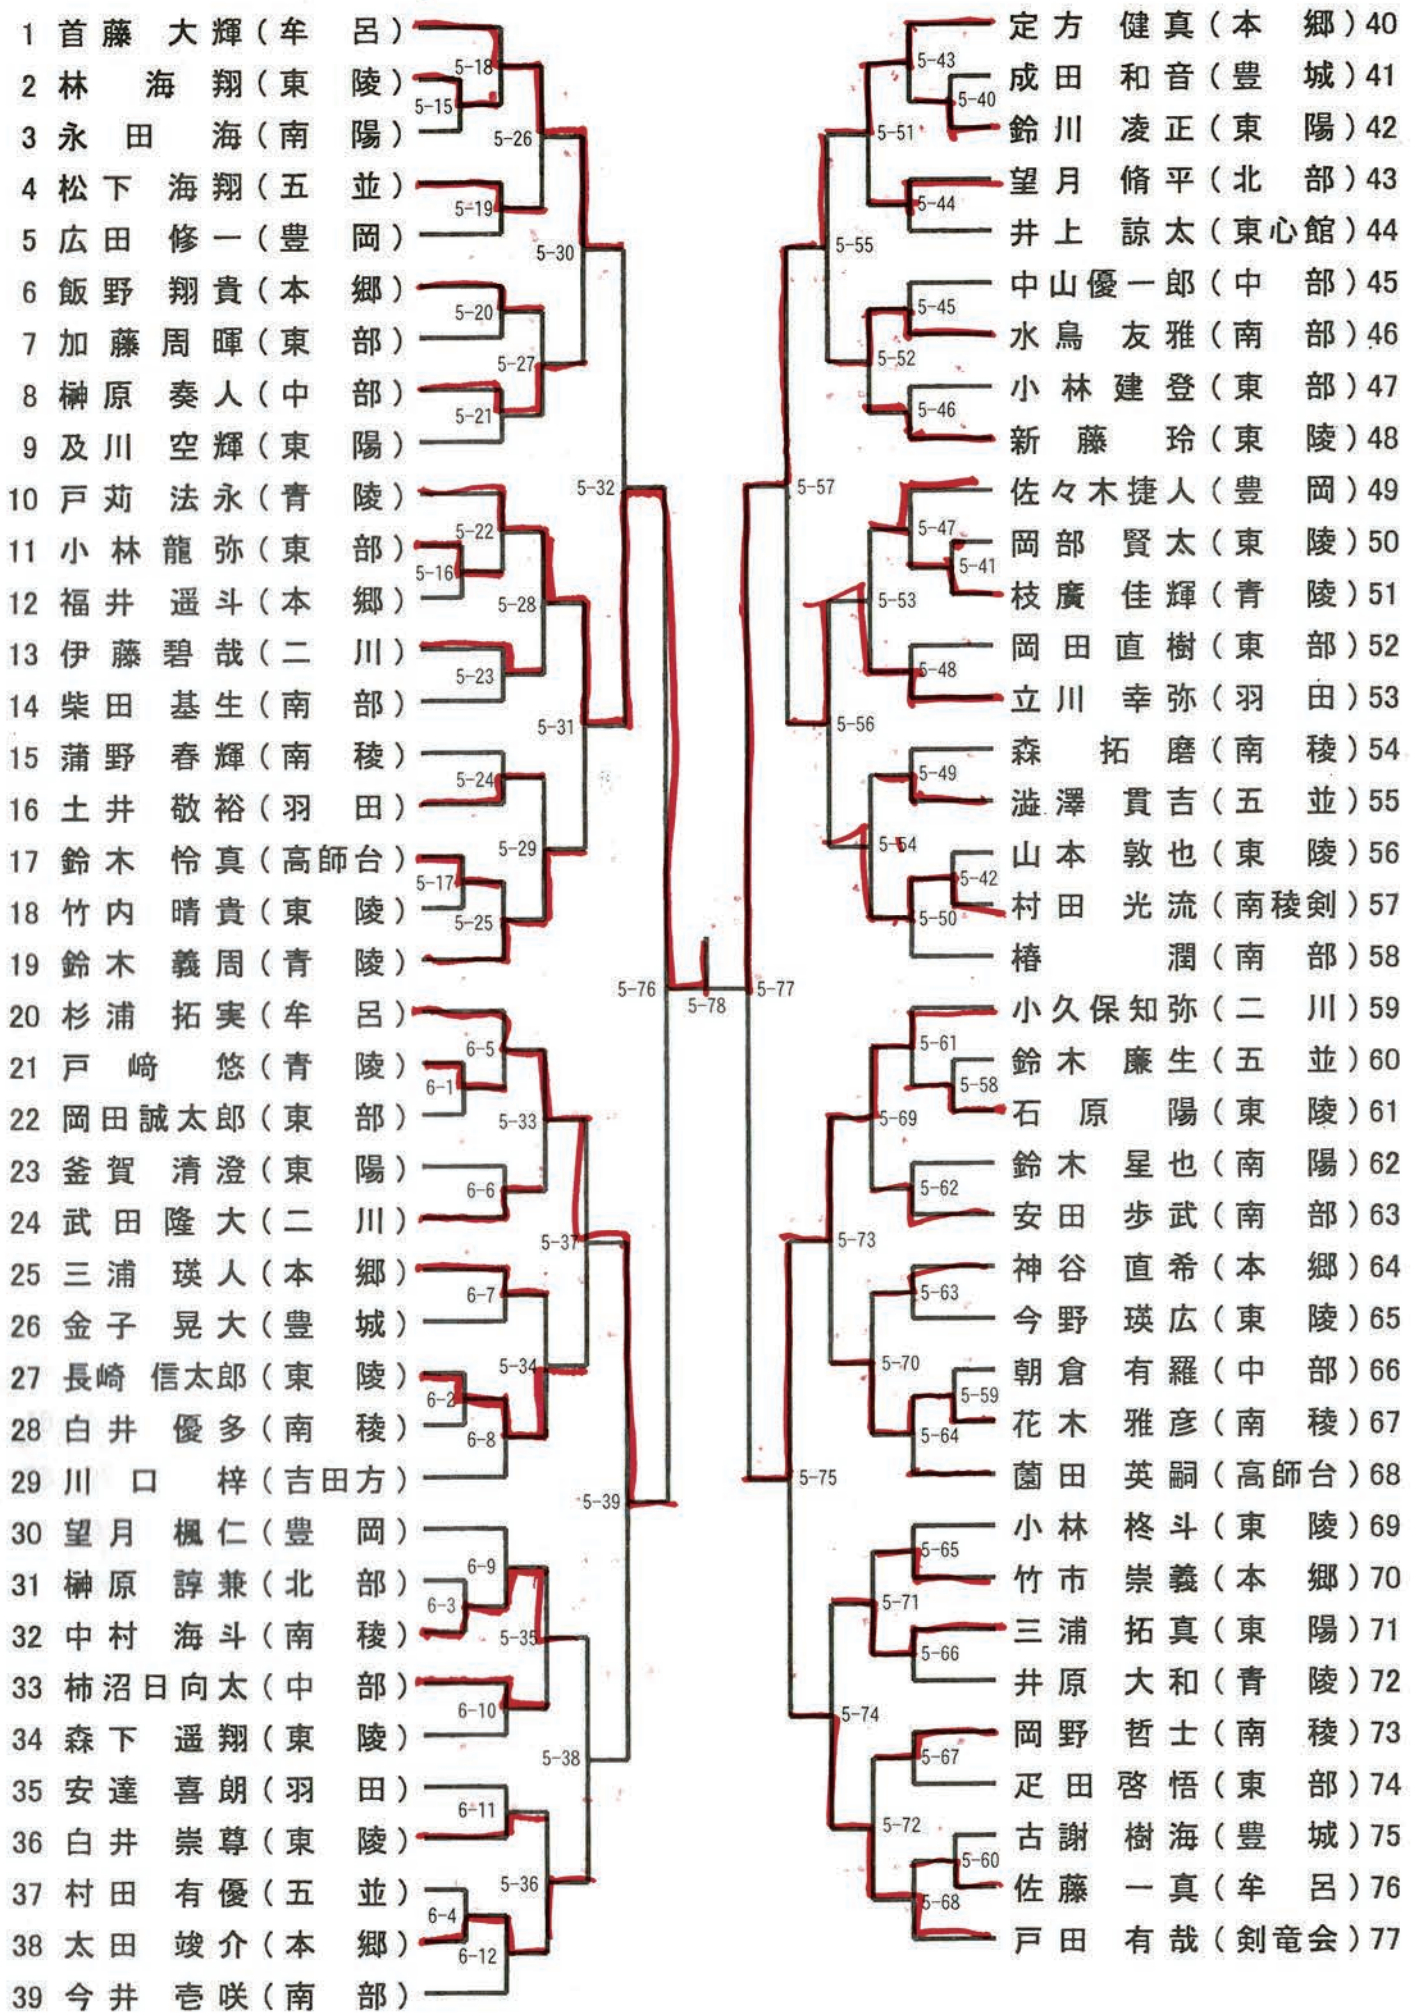 1 首藤 大輝(牟 呂)
2 林 海 翔(東 陵)
3 永 田 海(南 陽)
4 松下 海翔(五 並)
5 広田 修一(豊 岡)
6 飯野 翔貴(本 郷)
7 加藤周暉(東 部)
8 榊原 奏人(中 部)
9 及川 空輝(東 陽)
10 戸苅 法永(青 陵)
11 小林龍弥(東 部)
12 福井 遥斗(本 郷)
13 伊藤碧哉(二 川)
14 柴田 基生(南 部)
15 蒲野 春輝(南 稜)
16 土井 敬裕(羽 田)
17 鈴木 怜真(高師台)
18 竹内 晴貴(東 陵)
19 鈴木 義周(青 陵)
20 杉浦 拓実(牟 呂)
21 戸 﨑 悠(青 陵)
22 岡田誠太郎(東 部)
23 釜賀 清澄(東 陽)
24 武田隆大(二 川)
25 三浦 瑛人(本 郷)
26 金子 晃大(豊 城)
27 長崎 信太郎(東 陵)
28 白井 優多(南 稜)
29 川 口 梓(吉田方)
30 望月 楓仁(豊 岡)
31 榊原 諄兼(北 部)
32 中村 海斗(南 稜)
33 柿沼日向太(中 部)
34 森下 遥翔(東 陵)
35 安達 喜朗(羽 田)
36 白井 崇尊(東 陵)
37 村田 有優(五 並)
38 太田 竣介(本 郷)
39 今井 壱咲(南 部)
5-18
5-15
5-26
5-19
5-30
5-20
5-27
5-21
5-32
5-22
5-16
5-28
5-23
5-31
5-24
5-29
5-17
5-25
5-76
5-78
5-77
6-5
6-1
5-33
6-6
5-37
6-7
5-34
6-2
6-8
5-39
6-9
6-3
5-35
6-10
5-38
6-11
5-36
6-4
6-12
定方 健真(本 郷)40
成田 和音(豊 城)41
鈴川 凌正(東 陽)42
望月 脩平(北 部)43
井上 諒太(東心館)44
中山優一郎(中 部)45
水鳥 友雅(南 部)46
小林建登(東 部)47
新 藤 玲(東 陵)48
佐々木捷人(豊 岡)49
岡部 賢太(東 陵)50
枝廣 佳輝(青 陵)51
岡田直樹(東 部)52
立川 幸弥(羽 田)53
森 拓 磨(南 稜)54
澁澤 貫吉(五 並)55
山本 敦也(東 陵)56
村田 光流(南稜剣)57
椿 潤(南 部)58
小久保知弥(二 川)59
鈴木 廉生(五 並)60
石 原 陽(東 陵)61
鈴木 星也(南 陽)62
安田 歩武(南 部)63
神谷 直希(本 郷)64
今野 瑛広(東 陵)65
朝倉 有羅(中 部)66
花木 雅彦(南 稜)67
薗田 英嗣(高師台)68
小林 柊斗(東 陵)69
竹市 崇義(本 郷)70
三浦 拓真(東 陽)71
井原 大和(青 陵)72
岡野 哲士(南 稜)73
疋田啓悟(東 部)74
古謝 樹海(豊 城)75
佐藤 一真(牟 呂)76
戸田 有哉(剣竜会)77
5-43
5-40
5-51
5-44
5-55
5-45
5-52
5-46
5-57
5-47
5-41
5-53
5-48
5-56
5-49
5-54
5-42
5-50
5-61
5-58
5-69
5-62
5-73
5-63
5-70
5-59
5-64
5-75
5-65
5-71
5-66
5-74
5-67
5-72
5-60
5-68